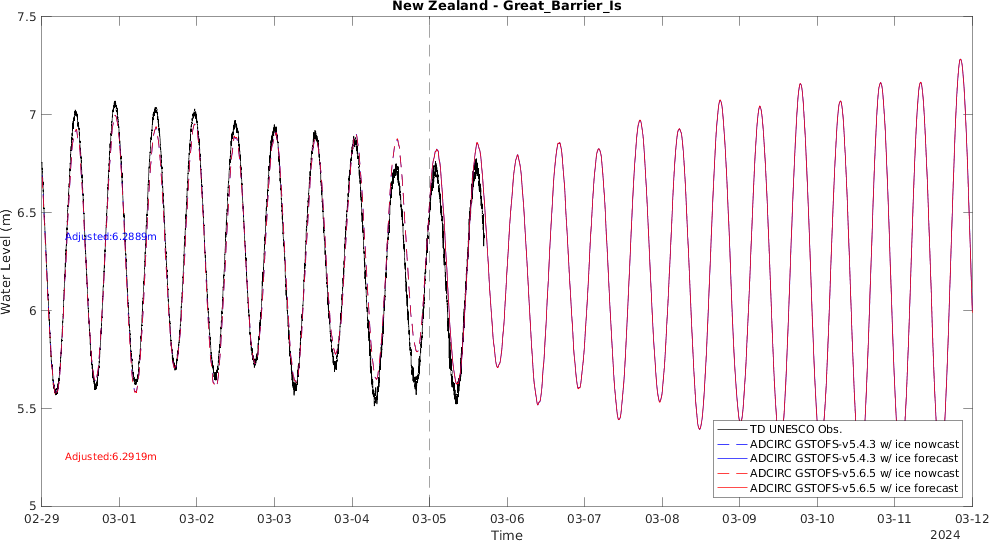 New Zealand - Great_Barrier_Is
7.5
7
6.5
6
5.5
5
Water Level (m)
Adjusted:6.2889m
Adjusted:6.2919m
TD UNESCO Obs.
ADCIRC GSTOFS-v5.4.3 w/ ice nowcast
ADCIRC GSTOFS-v5.4.3 w/ ice forecast
ADCIRC GSTOFS-v5.6.5 w/ ice nowcast
ADCIRC GSTOFS-v5.6.5 w/ ice forecast
02-29 03-01 03-02 03-03 03-04 03-05 03-06 03-07 03-08 03-09 03-10 03-11 03-12
Time
2024